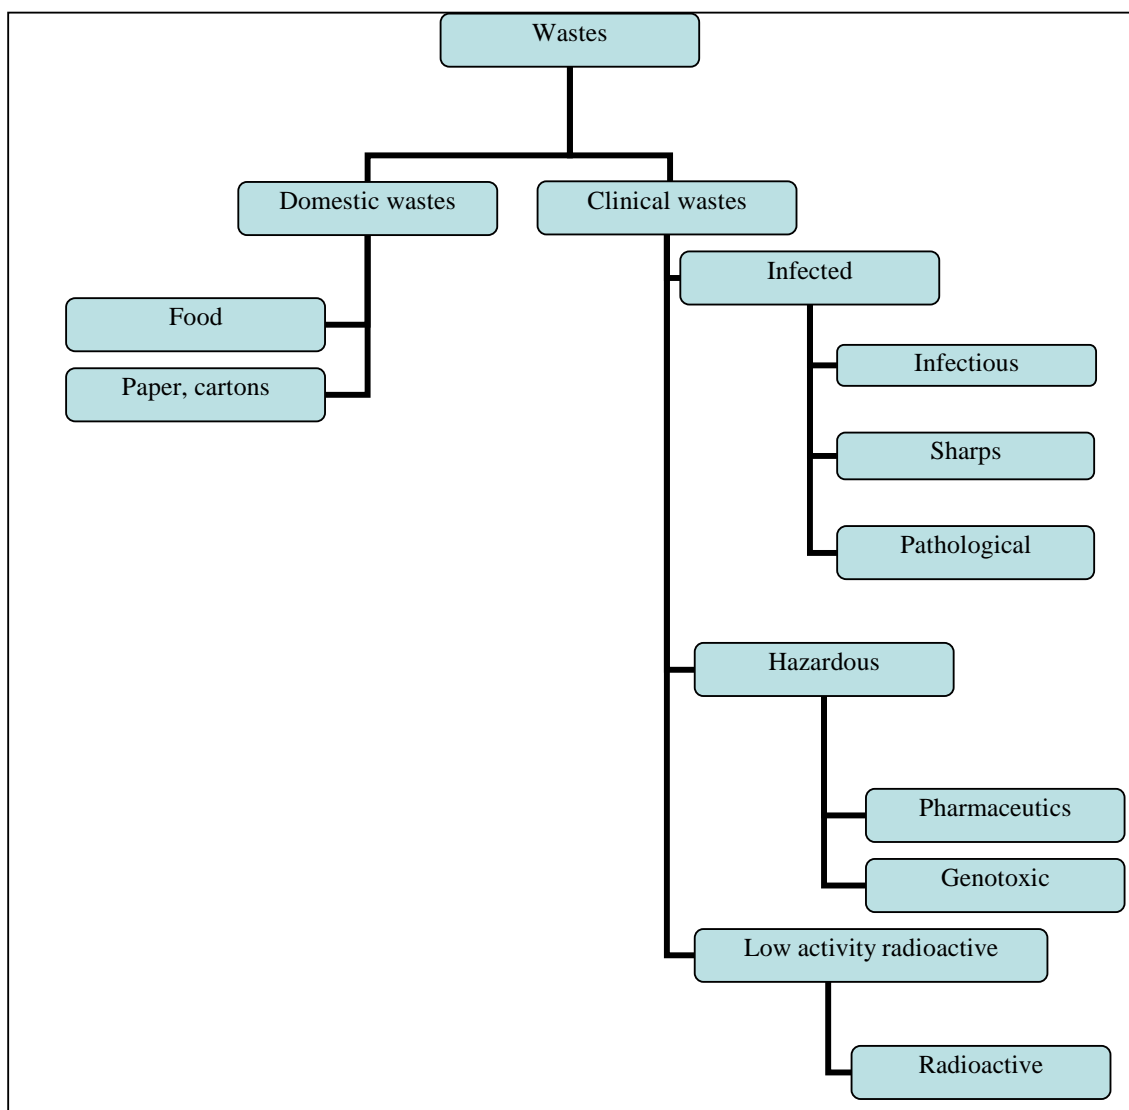 Wastes
Domestic wastes
Clinical wastes
Infected
Food
Infectious
Paper, cartons
Sharps
Pathological
Hazardous
Pharmaceutics
Genotoxic
Low activity radioactive
Radioactive